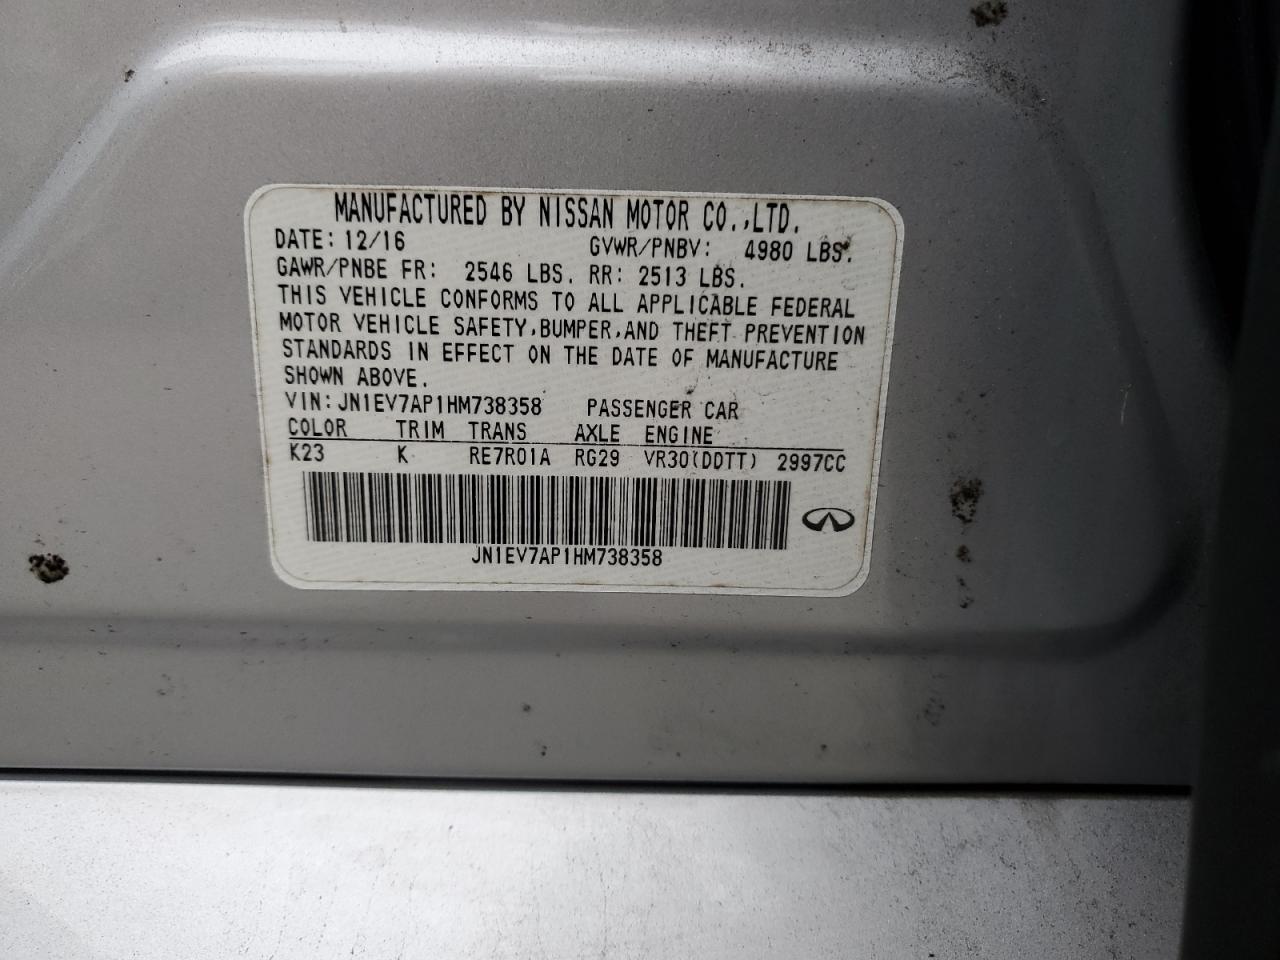 MANUFACTURED BY NISSAN MOTOR CO.,LTD.
DATE: 12/16 GVWR/PNBV: 4980 LBS.
GAWR/PNBE FR: 2546 LBS. RR: 2513 LBS.
THIS VEHICLE CONFORMS TO ALL APPLICABLE FEDERAL
MOTOR VEHICLE SAFETY,BUMPER,AND THEFT PREVENTION
STANDARDS IN EFFECT ON THE DATE OF MANUFACTURE
SHOWN ABOVE.
VIN: JN1EV7AP1HM738358 PASSENGER CAR
COLOR TRIM TRANS AXLE ENGINE
K23 K RE7R01A RG29 VR30(DDTT) 2997CC
JN1EV7AP1HM738358